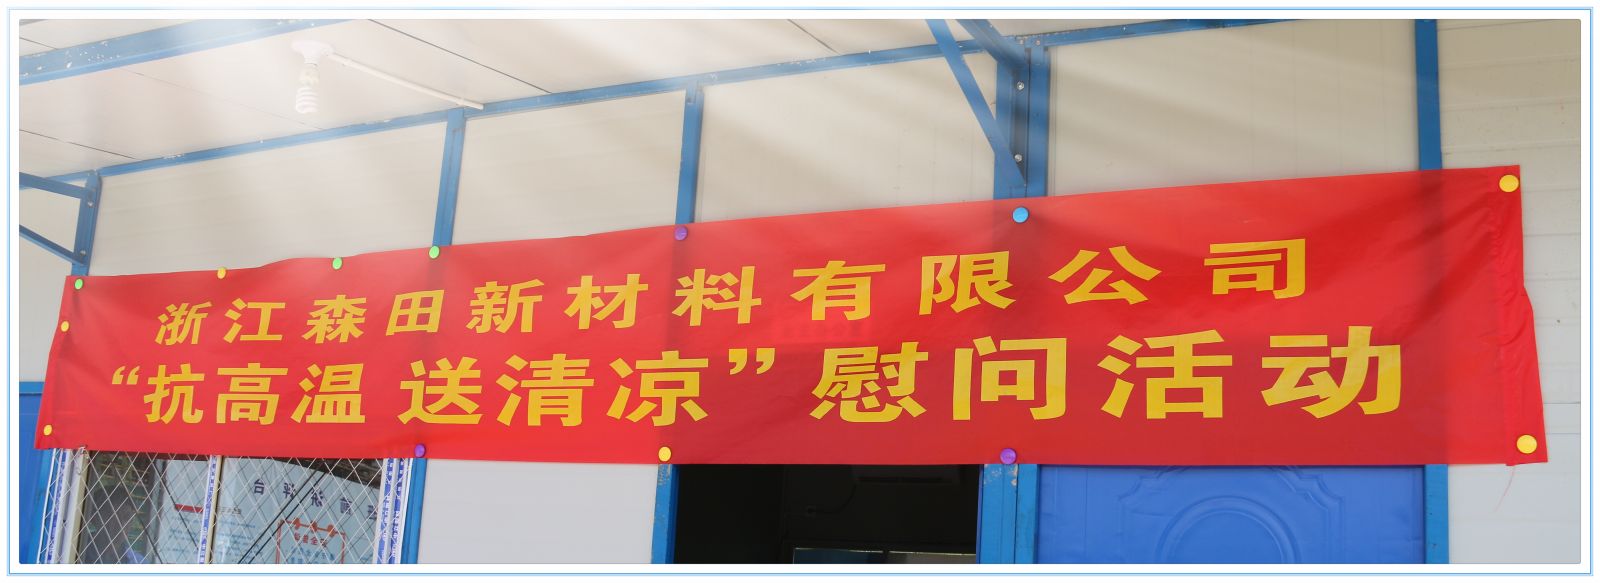 浙江森田新材料有限公司
“抗高温 送清凉”慰问活动